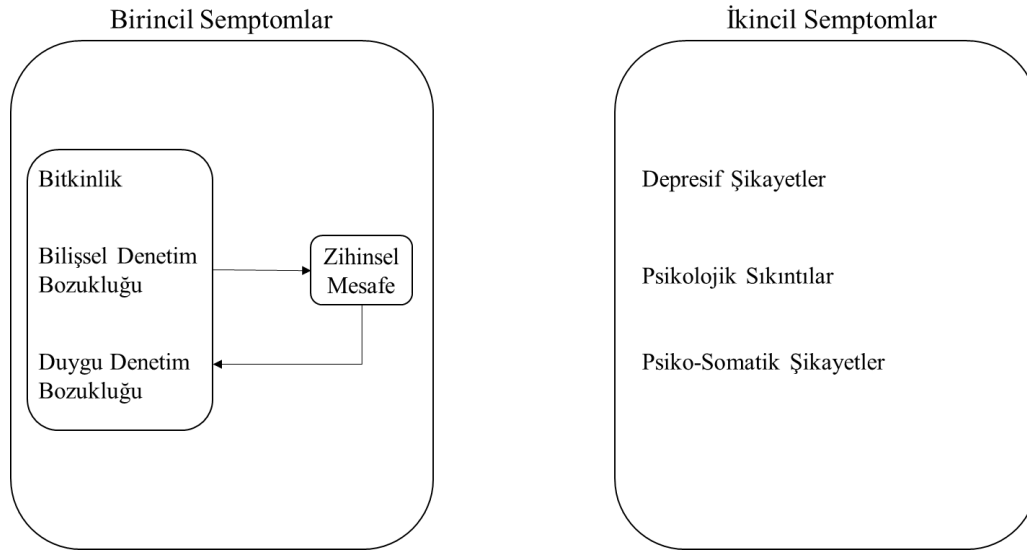 Birincil Semptomlar
Bitkinlik
Bilişsel Denetim
Bozukluğu
Duygu Denetim
Bozukluğu
Zihinsel
Mesafe
İkincil Semptomlar
Depresif Şikayetler
Psikolojik Sıkıntılar
Psiko-Somatik Şikayetler